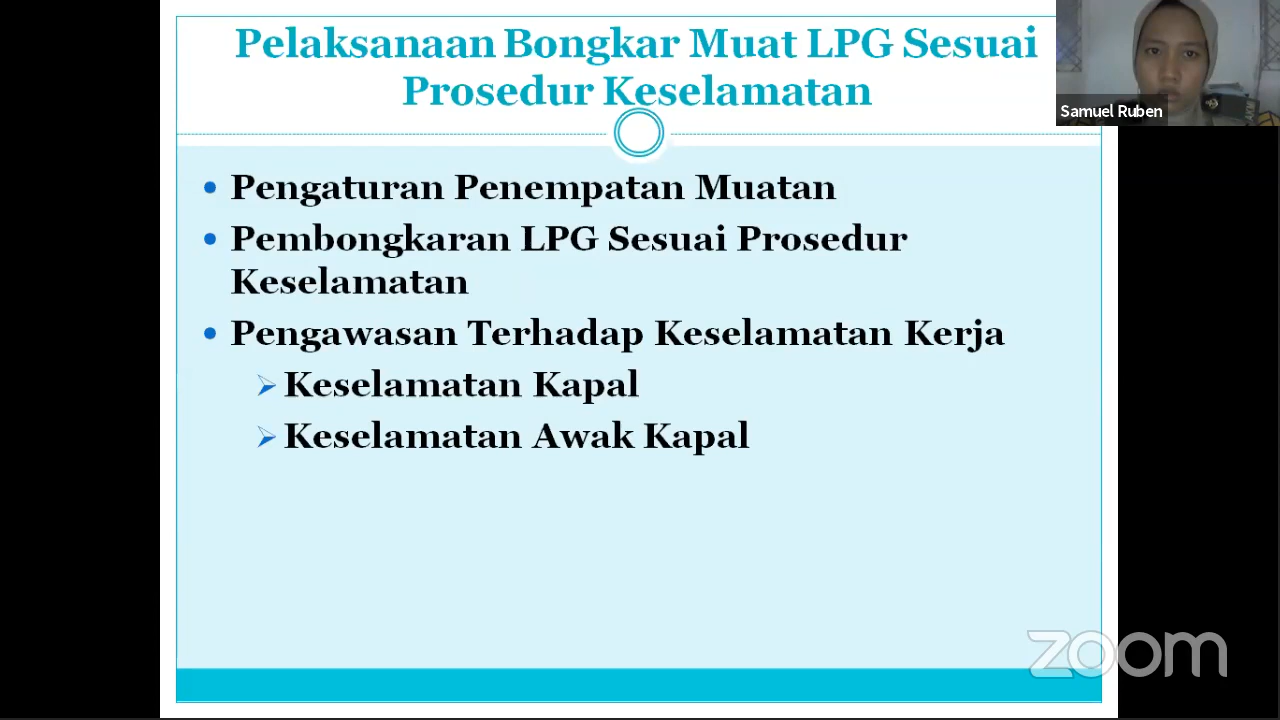 Pelaksanaan Bongkar Muat LPG Sesuai
Prosedur Keselamatan
Samuel Ruben
• Pengaturan Penempatan Muatan
• Pembongkaran LPG Sesuai Prosedur
Keselamatan
• Pengawasan Terhadap Keselamatan Kerja
➢ Keselamatan Kapal
➢ Keselamatan Awak Kapal
zoom